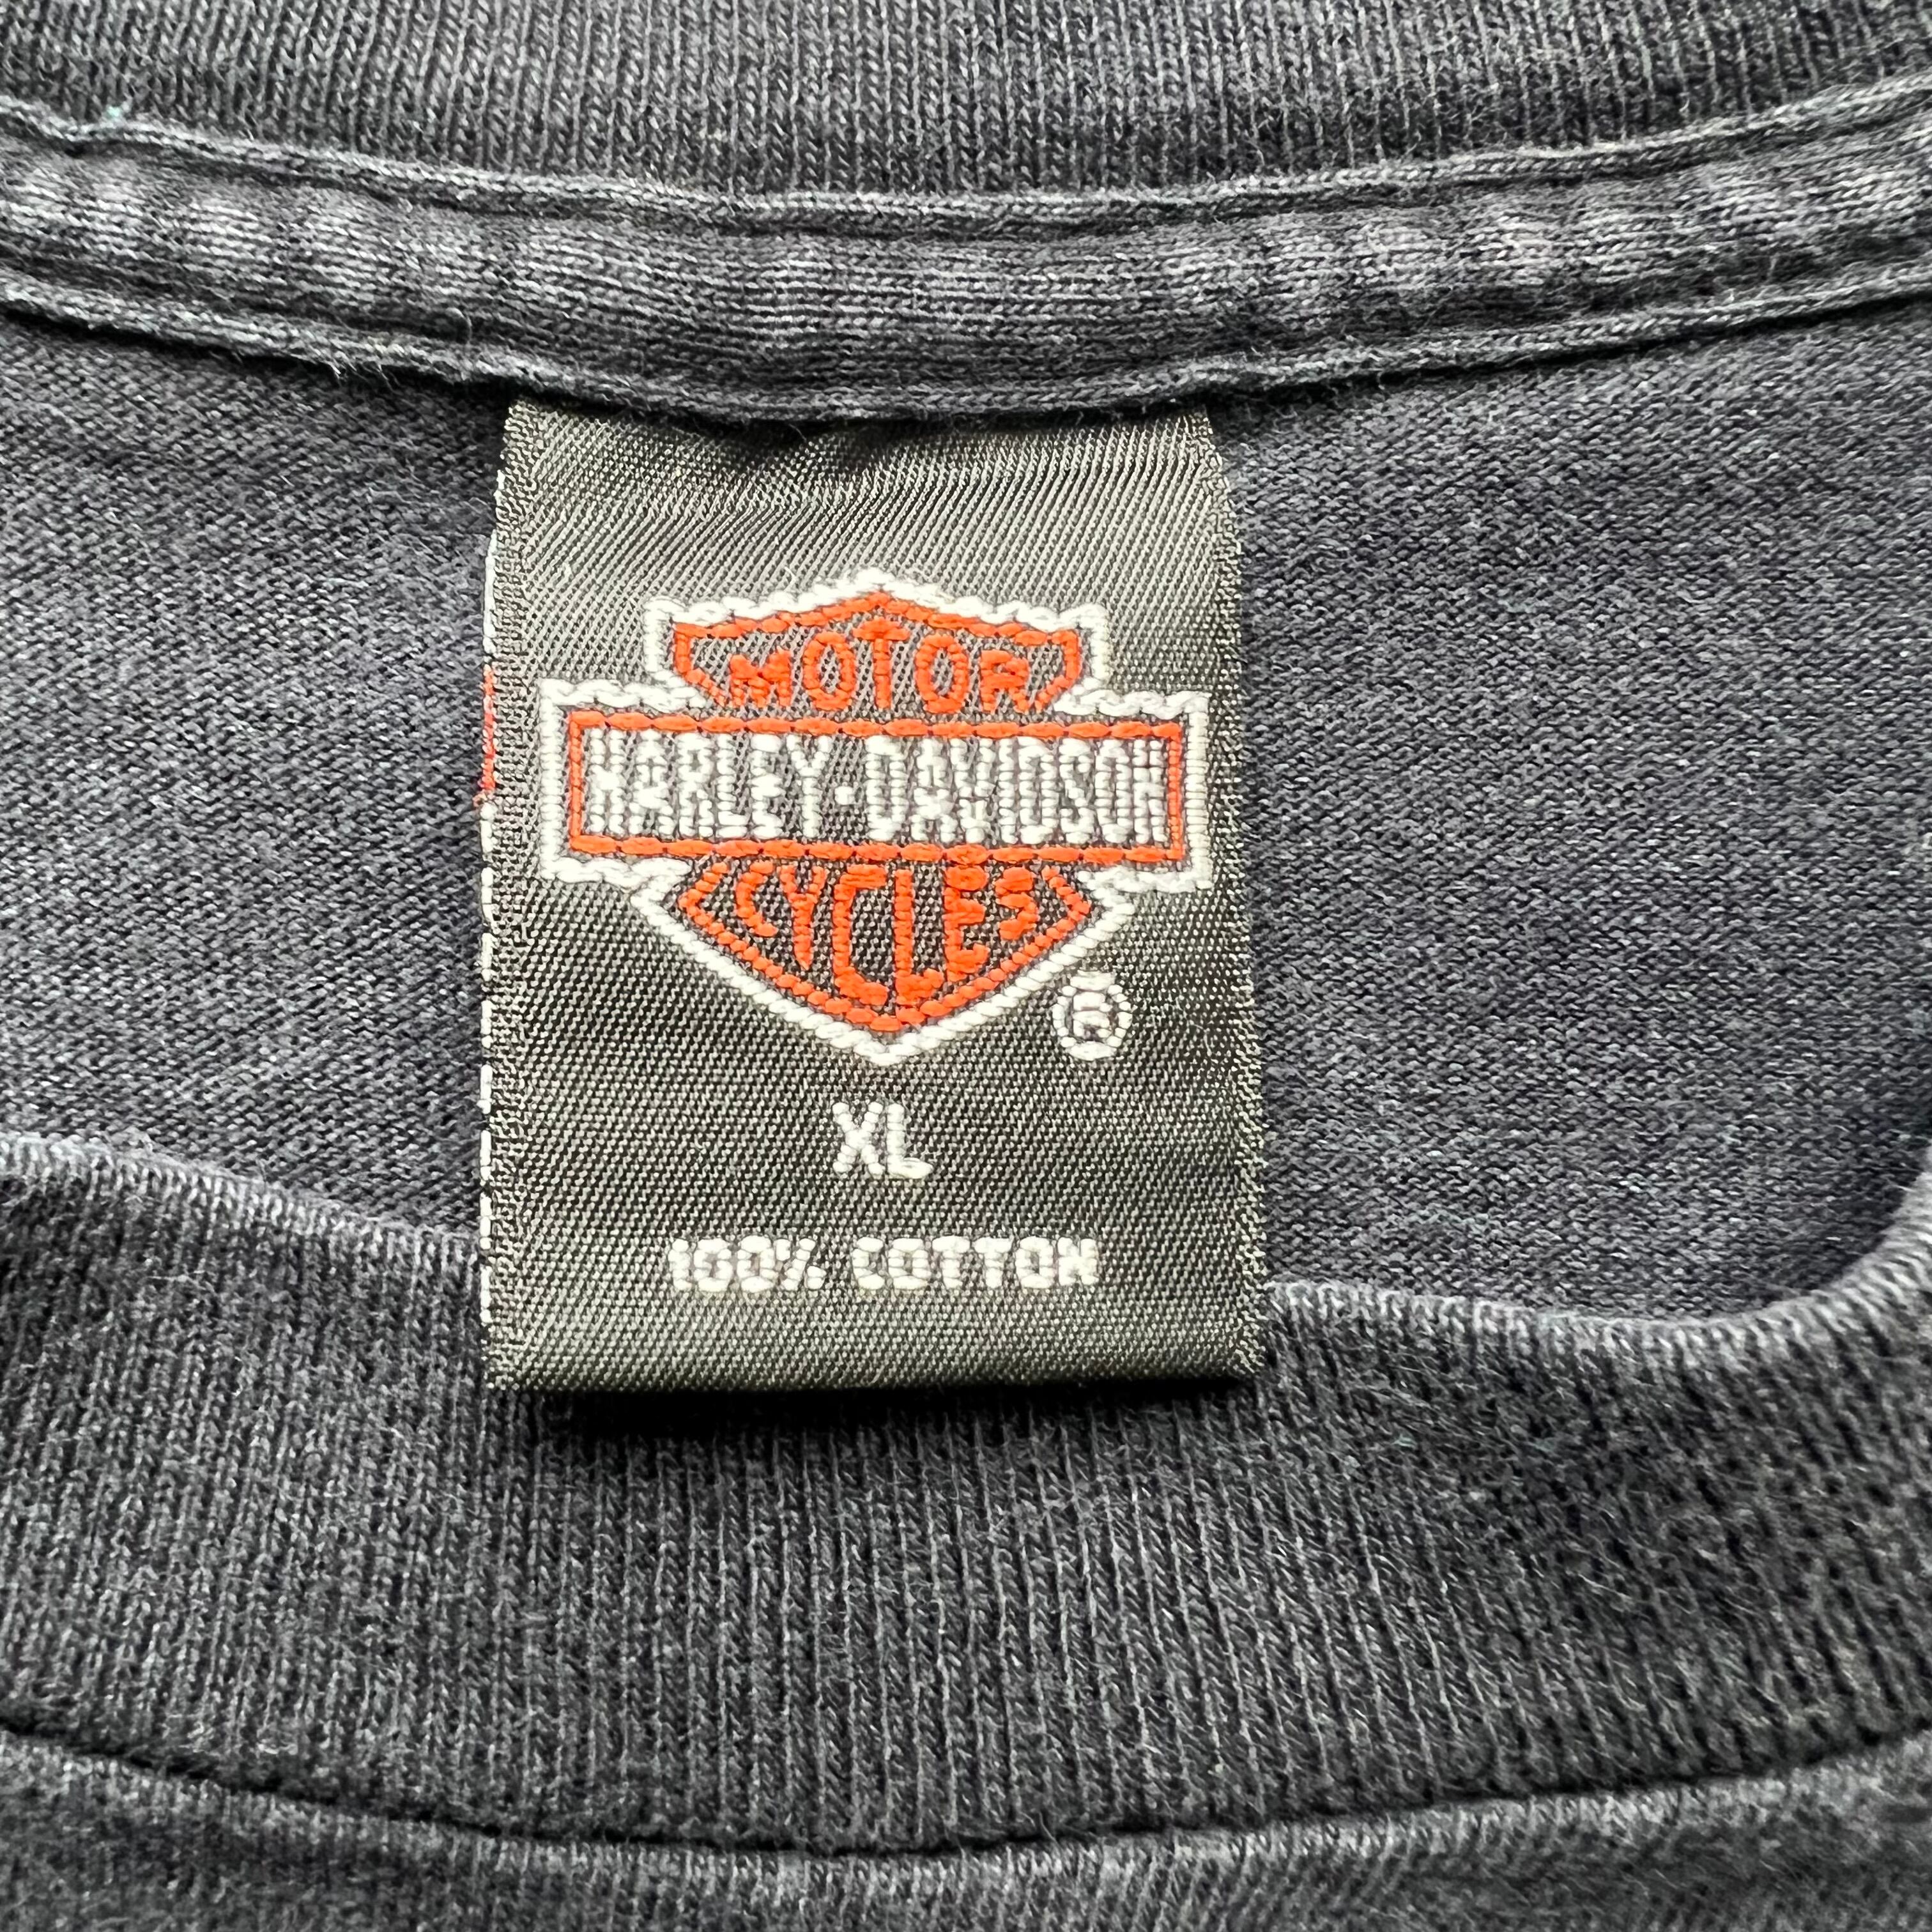 MOTOR
HARLEY-DAVIDSON
CYCLES
®
XL
100% COTTON